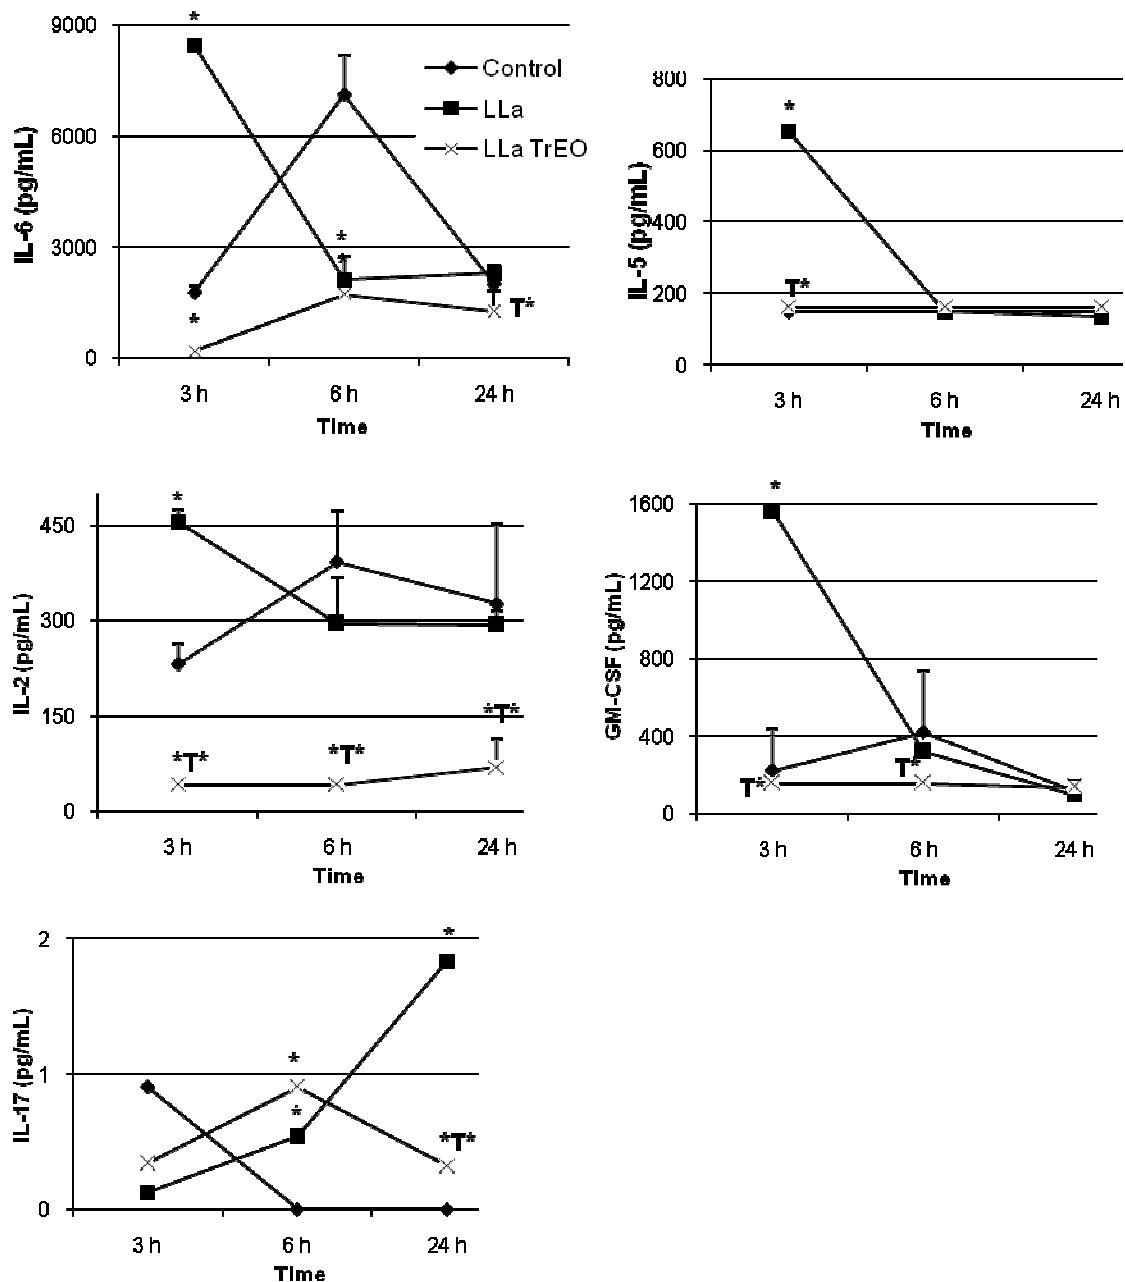 IL-6 (pg/mL)
9000
6000
3000
0
*
*
*
*
T*
Control
LLa
LLa TrEO
3 h 6 h 24 h
Time
IL-5 (pg/mL)
800
600
400
200
0
*
T*
3 h 6 h 24 h
Time
IL-2 (pg/mL)
450
300
150
0
*
*T* *T* *T*
3 h 6 h 24 h
Time
GM-CSF (pg/mL)
1600
1200
800
400
0
*
T* T*
3 h 6 h 24 h
Time
IL-17 (pg/mL)
2
1
0
*
*
*
*T*
3 h 6 h 24 h
Time